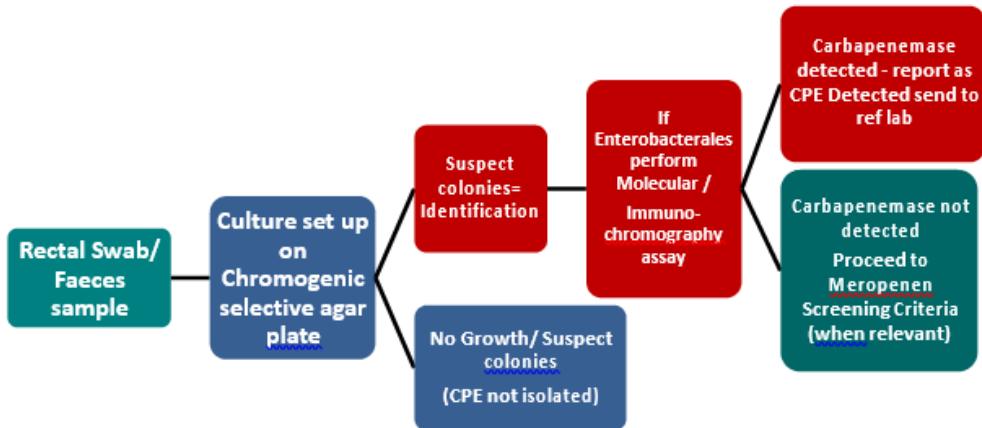 Rectal Swab/
Faeces
sample
Culture set up
on
Chromogenic
selective agar
plate
Suspect
colonies=
Identification
No Growth/ Suspect
colonies
(CPE not isolated)
If
Enterobacterales
perform
Molecular /
Immuno-
chromography
assay
Carbapenemase
detected - report as
CPE Detected send to
ref lab
Carbapenemase not
detected
Proceed to
Meropenen
Screening Criteria
(when relevant)